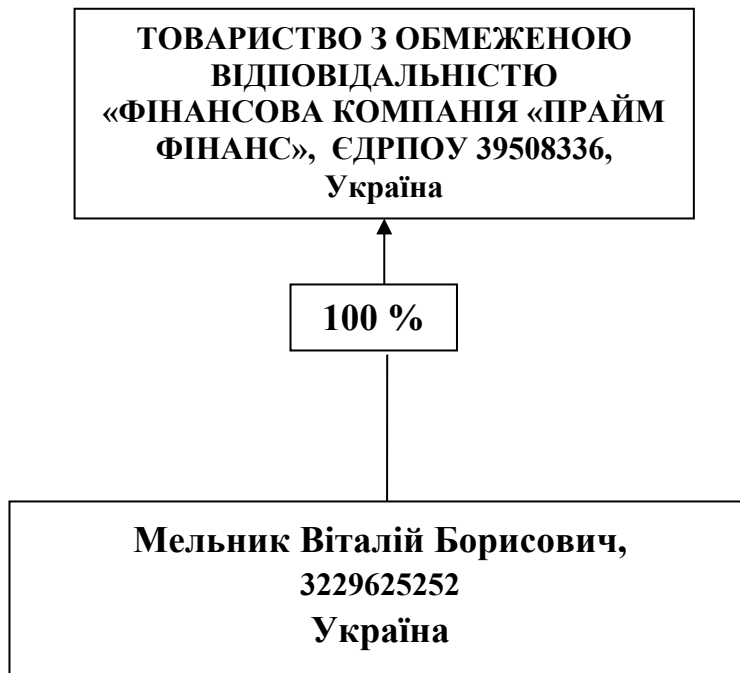 ТОВАРИСТВО З ОБМЕЖЕНОЮ
ВІДПОВІДАЛЬНІСТЮ
«ФІНАНСОВА КОМПАНІЯ «ПРАЙМ
ФІНАНС», ЄДРПОУ 39508336,
Україна
100 %
Мельник Віталій Борисович,
3229625252
Україна